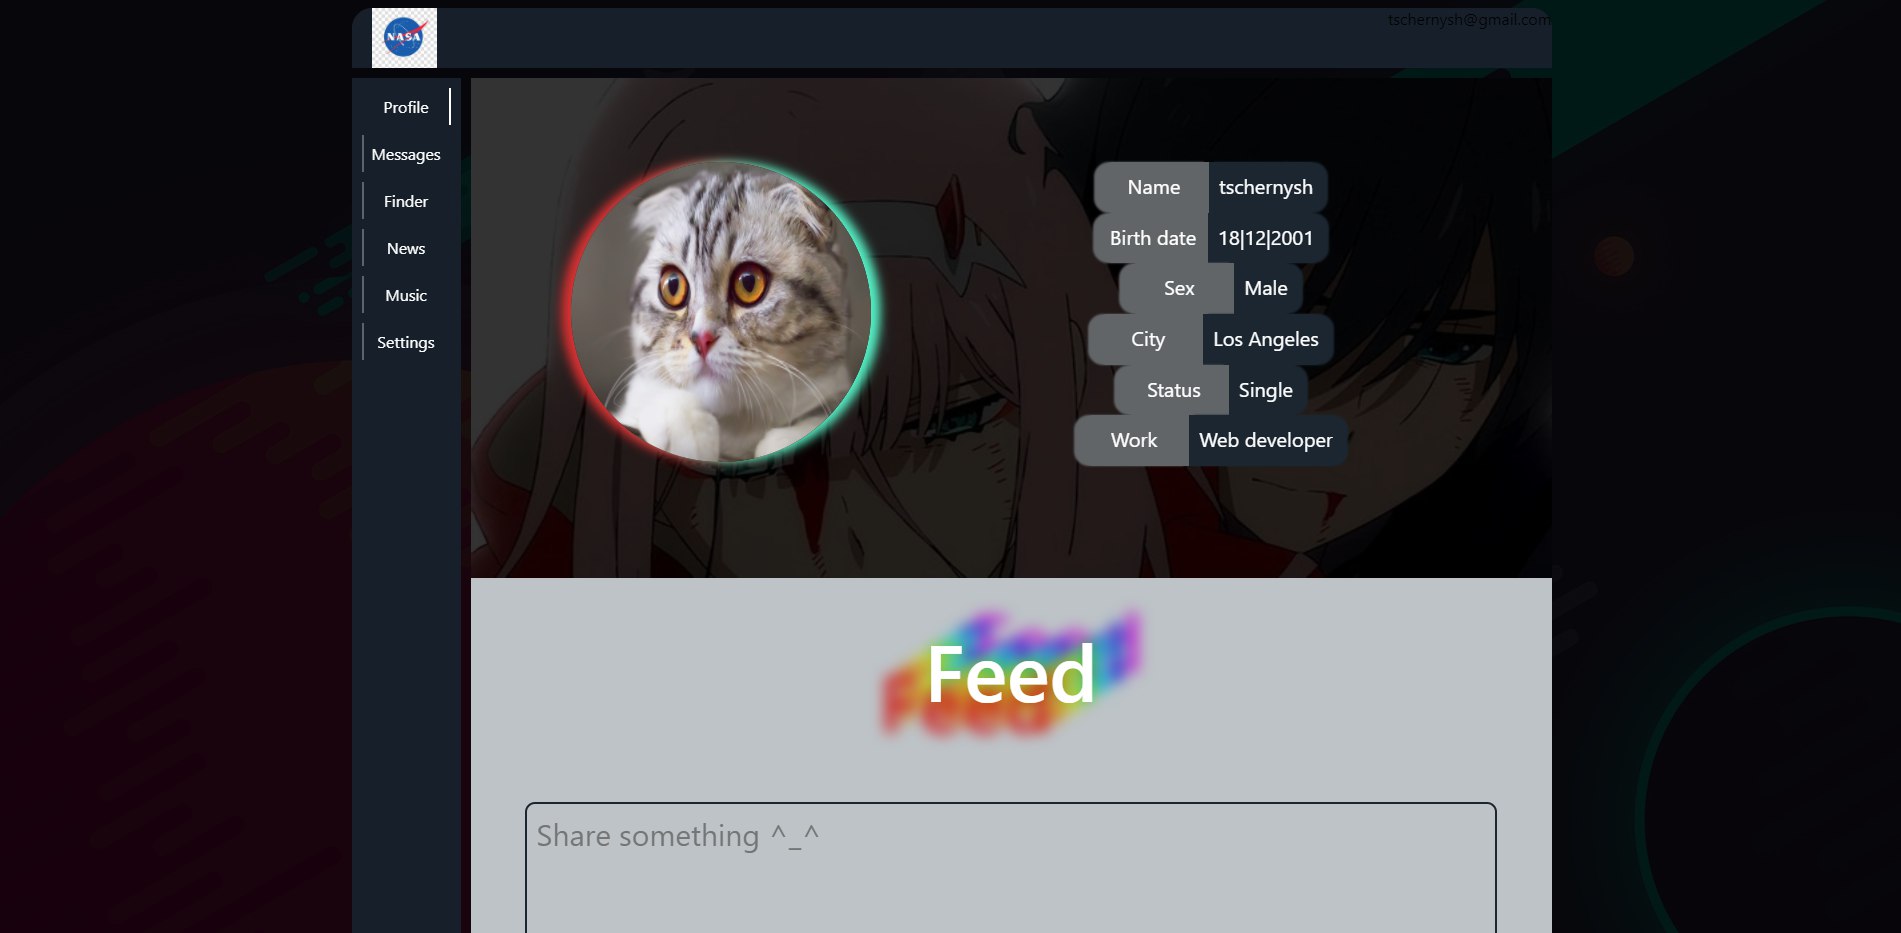 NASA
tschernysh@gmail.com
Profile
Messages
Finder
News
Music
Settings
Name tschernysh
Birth date 18|12|2001
Sex Male
City Los Angeles
Status Single
Work Web developer
Feed
Share something ^_^